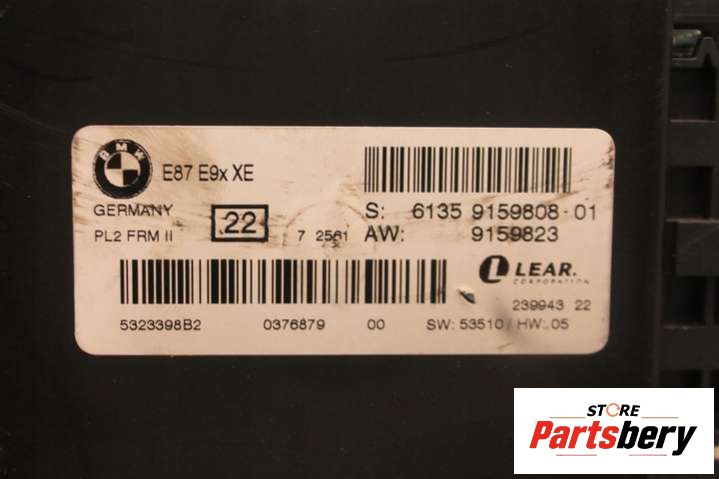 BMW
E87 E9x XE
GERMANY
22
PL2 FRM II
7 2561
S: 6135 9159808-01
AW: 9159823
LEAR.
CORPORATION
239943 22
5323398B2 0376879 00 SW: 53510/ HW:.05
STORE
Partsbery